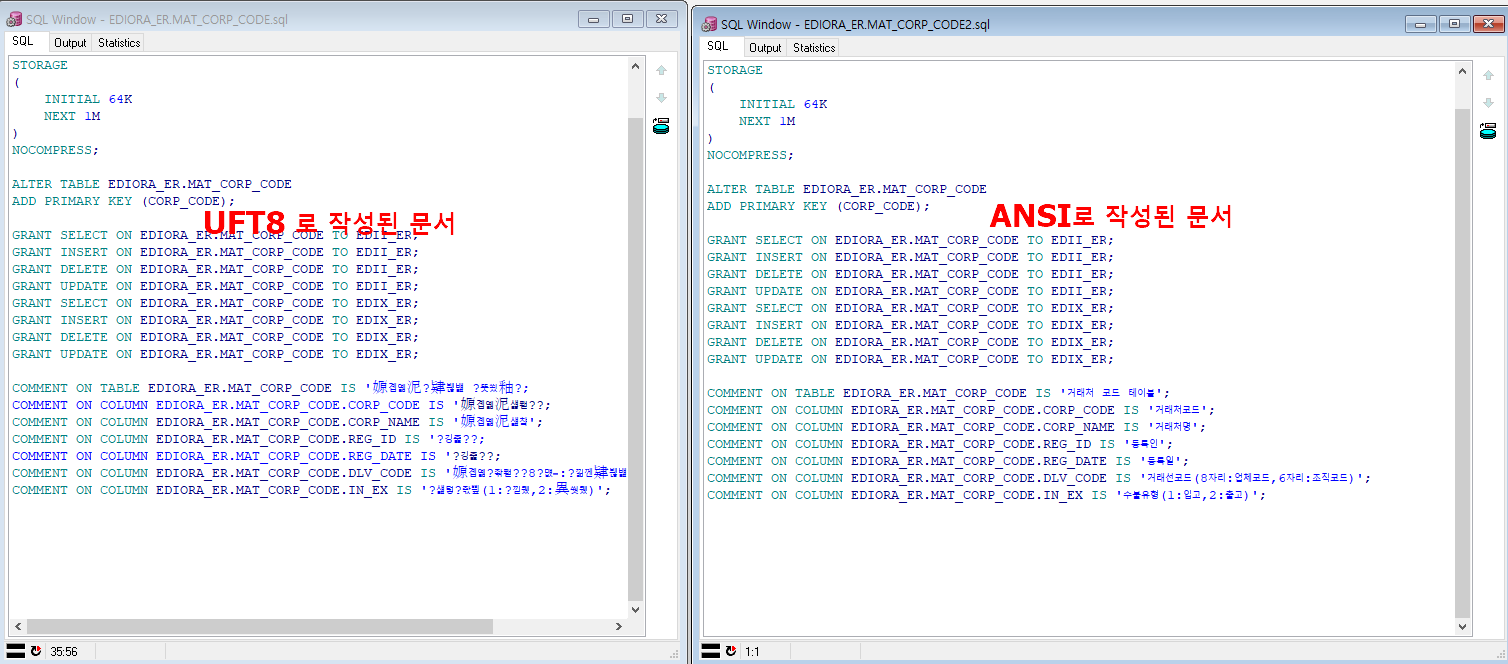 SQL Window - EDIORA_ER.MAT_CORP_CODE.sql
SQL Output Statistics
STORAGE
(
INITIAL 64K
NEXT 1M
)
NOCOMPRESS;
ALTER TABLE EDIORA_ER.MAT_CORP_CODE
ADD PRIMARY KEY (CORP_CODE);
UFT8 로 작성된 문서
GRANT SELECT ON EDIORA_ER.MAT_CORP_CODE TO EDII_ER;
GRANT INSERT ON EDIORA_ER.MAT_CORP_CODE TO EDII_ER;
GRANT DELETE ON EDIORA_ER.MAT_CORP_CODE TO EDII_ER;
GRANT UPDATE ON EDIORA_ER.MAT_CORP_CODE TO EDII_ER;
GRANT SELECT ON EDIORA_ER.MAT_CORP_CODE TO EDIX_ER;
GRANT INSERT ON EDIORA_ER.MAT_CORP_CODE TO EDIX_ER;
GRANT DELETE ON EDIORA_ER.MAT_CORP_CODE TO EDIX_ER;
GRANT UPDATE ON EDIORA_ER.MAT_CORP_CODE TO EDIX_ER;
COMMENT ON TABLE EDIORA_ER.MAT_CORP_CODE IS
COMMENT ON COLUMN EDIORA_ER.MAT_CORP_CODE.CORP_CODE IS
COMMENT ON COLUMN EDIORA_ER.MAT_CORP_CODE.CORP_NAME IS
COMMENT ON COLUMN EDIORA_ER.MAT_CORP_CODE.REG_ID IS
COMMENT ON COLUMN EDIORA_ER.MAT_CORP_CODE.REG_DATE IS
COMMENT ON COLUMN EDIORA_ER.MAT_CORP_CODE.DLV_CODE IS
COMMENT ON COLUMN EDIORA_ER.MAT_CORP_CODE.IN_EX IS
35:56
SQL Window - EDIORA_ER.MAT_CORP_CODE2.sql
SQL Output Statistics
STORAGE
(
INITIAL 64K
NEXT 1M
)
NOCOMPRESS;
ALTER TABLE EDIORA_ER.MAT_CORP_CODE
ADD PRIMARY KEY (CORP_CODE);
ANSI로 작성된 문서
GRANT SELECT ON EDIORA_ER.MAT_CORP_CODE TO EDII_ER;
GRANT INSERT ON EDIORA_ER.MAT_CORP_CODE TO EDII_ER;
GRANT DELETE ON EDIORA_ER.MAT_CORP_CODE TO EDII_ER;
GRANT UPDATE ON EDIORA_ER.MAT_CORP_CODE TO EDII_ER;
GRANT SELECT ON EDIORA_ER.MAT_CORP_CODE TO EDIX_ER;
GRANT INSERT ON EDIORA_ER.MAT_CORP_CODE TO EDIX_ER;
GRANT DELETE ON EDIORA_ER.MAT_CORP_CODE TO EDIX_ER;
GRANT UPDATE ON EDIORA_ER.MAT_CORP_CODE TO EDIX_ER;
COMMENT ON TABLE EDIORA_ER.MAT_CORP_CODE IS '거래처 코드 테이블';
COMMENT ON COLUMN EDIORA_ER.MAT_CORP_CODE.CORP_CODE IS '거래처코드';
COMMENT ON COLUMN EDIORA_ER.MAT_CORP_CODE.CORP_NAME IS '거래처명';
COMMENT ON COLUMN EDIORA_ER.MAT_CORP_CODE.REG_ID IS '등록인';
COMMENT ON COLUMN EDIORA_ER.MAT_CORP_CODE.REG_DATE IS '등록일';
COMMENT ON COLUMN EDIORA_ER.MAT_CORP_CODE.DLV_CODE IS '거래선코드(8자리:업체코드,6자리:조직코드)';
COMMENT ON COLUMN EDIORA_ER.MAT_CORP_CODE.IN_EX IS '수불유형(1:입고,2:출고)';
1:1